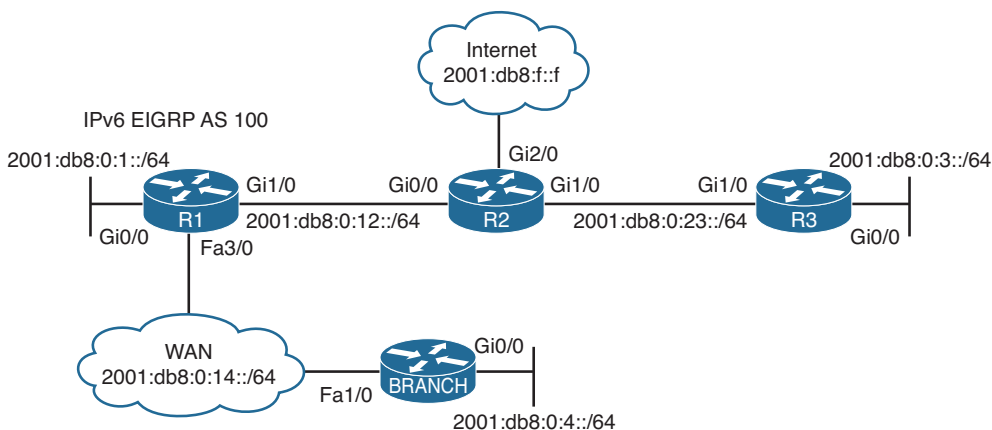 Internet
2001:db8:f::f
IPv6 EIGRP AS 100
2001:db8:0:1::/64
Gi2/0
2001:db8:0:3::/64
Gi1/0
Gi0/0
Gi1/0
Gi1/0
R1
2001:db8:0:12::/64
R2
2001:db8:0:23::/64
R3
Gi0/0
Fa3/0
Gi0/0
WAN
2001:db8:0:14::/64
Gi0/0
BRANCH
Fa1/0
2001:db8:0:4::/64